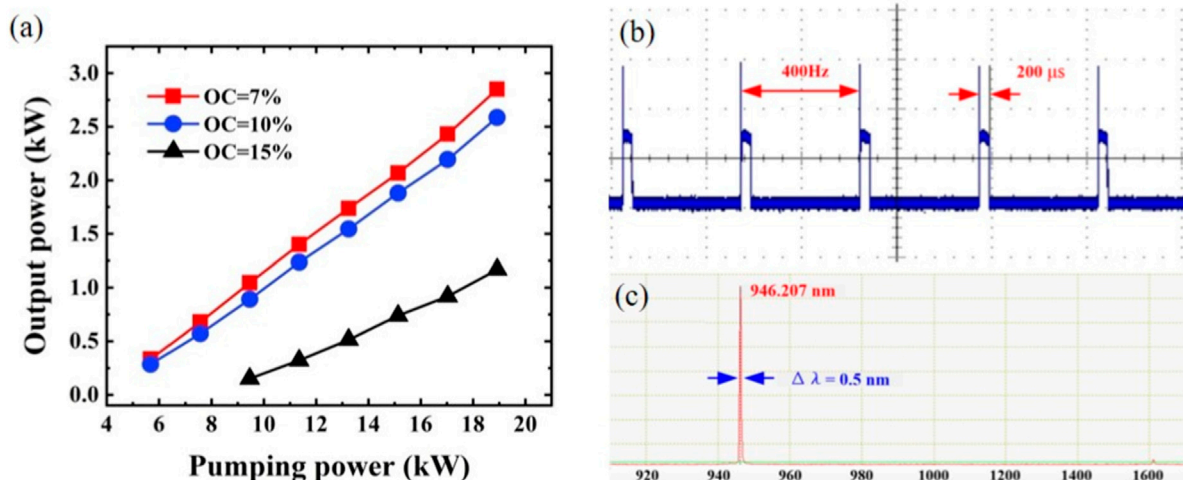 (a)
Output power (kW)
3.0
2.5
2.0
1.5
1.0
0.5
0.0
OC=7%
OC=10%
OC=15%
4 6 8 10 12 14 16 18 20
Pumping power (kW)
(b)
400Hz
200 μs
(c)
946.207 nm
Δ λ = 0.5 nm
920 940 960 980 1000 1200 1400 1600